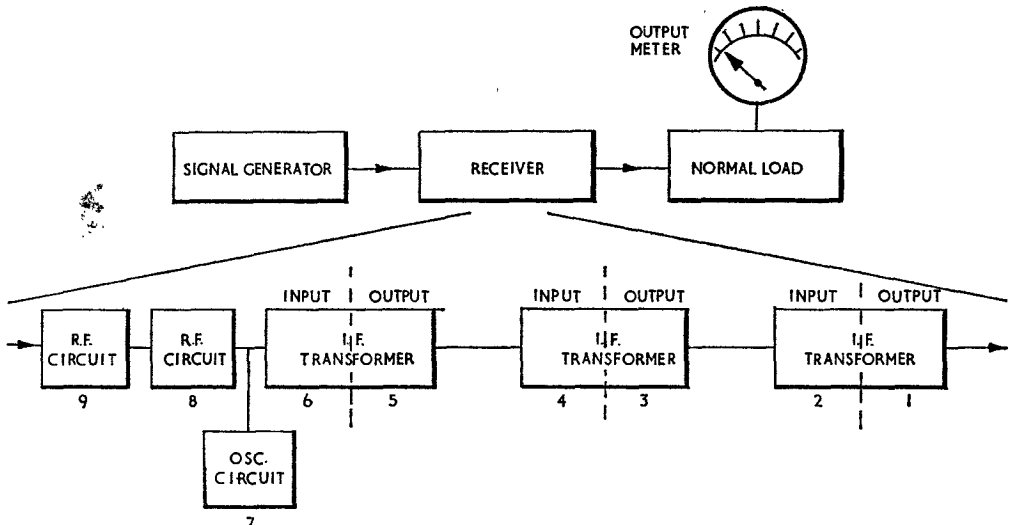 OUTPUT
METER
SIGNAL GENERATOR
RECEIVER
NORMAL LOAD
INPUT OUTPUT
INPUT OUTPUT
INPUT OUTPUT
R.F.
CIRCUIT
R.F.
CIRCUIT
I.F.
TRANSFORMER
I.F.
TRANSFORMER
I.F.
TRANSFORMER
9 8 6 5 4 3 2 1
OSC.
CIRCUIT
7